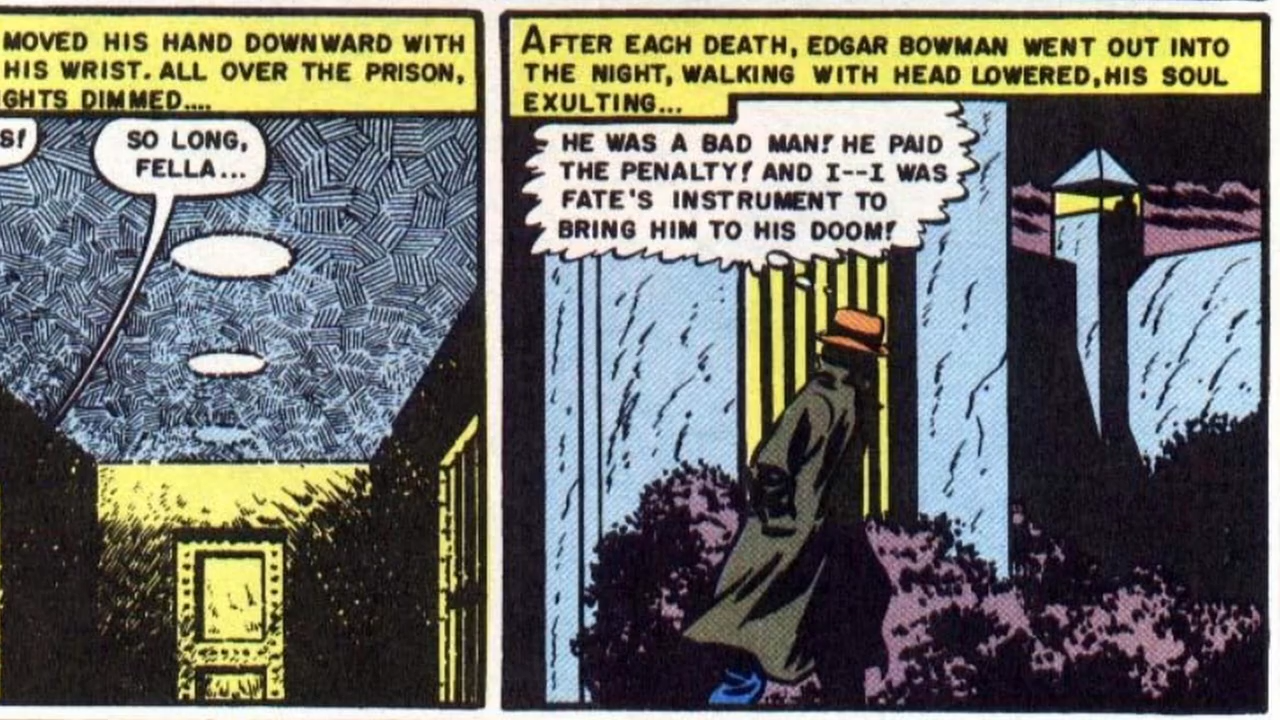 MOVED HIS HAND DOWNWARD WITH
HIS WRIST. ALL OVER THE PRISON,
IGHTS DIMMED....
S!
SO LONG,
FELLA...
AFTER EACH DEATH, EDGAR BOWMAN WENT OUT INTO
THE NIGHT, WALKING WITH HEAD LOWERED, HIS SOUL
EXULTING...
HE WAS A BAD MAN! HE PAID
THE PENALTY! AND I--I WAS
FATE'S INSTRUMENT TO
BRING HIM TO HIS DOOM!